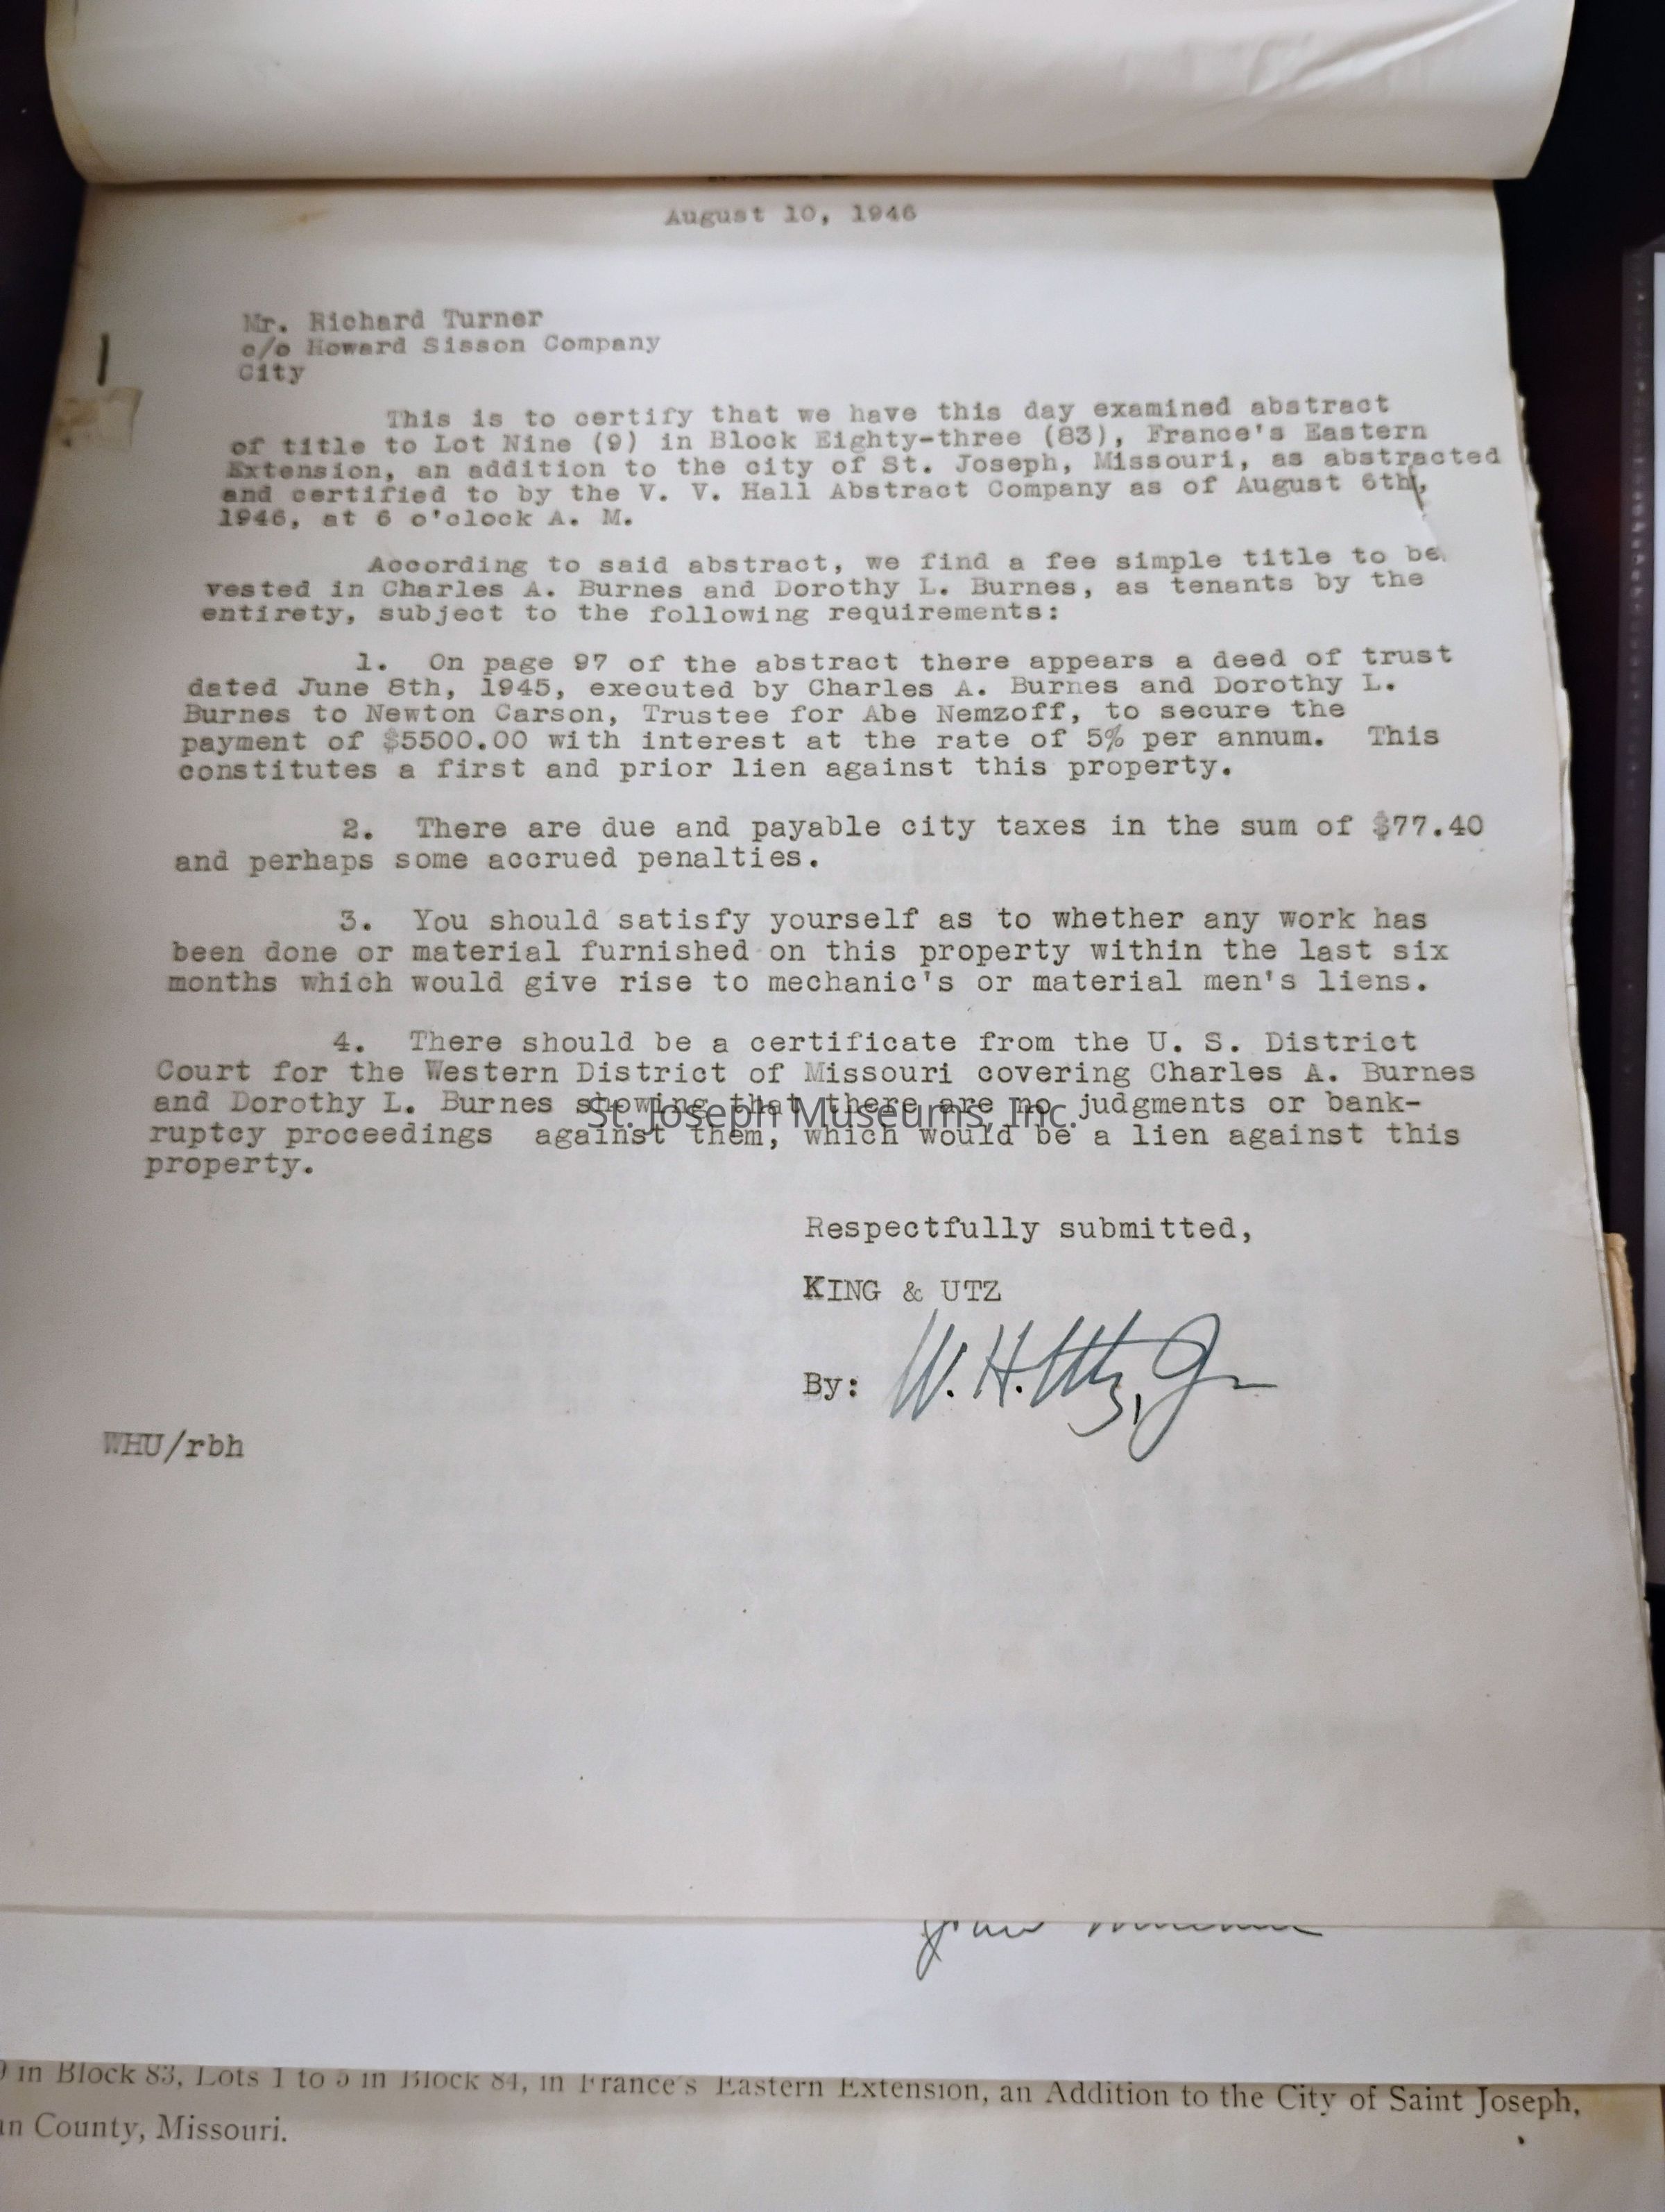 August 10, 1946
Mr. Richard Turner
c/o Howard Sisson Company
City
This is to certify that we have this day examined abstract
of title to Lot Nine (9) in Block Eighty-three (83), France's Eastern
Extension, an addition to the city of St. Joseph, Missouri, as abstracted
and certified to by the V. V. Hall Abstract Company as of August 6th,
1946, at 6 o'clock A. M.
According to said abstract, we find a fee simple title to be
vested in Charles A. Burnes and Dorothy L. Burnes, as tenants by the
entirety, subject to the following requirements:
1. On page 97 of the abstract there appears a deed of trust
dated June 8th, 1945, executed by Charles A. Burnes and Dorothy L.
Burnes to Newton Carson, Trustee for Abe Nemzoff, to secure the
payment of $5500.00 with interest at the rate of 5% per annum. This
constitutes a first and prior lien against this property.
2. There are due and payable city taxes in the sum of $77.40
and perhaps some accrued penalties.
3. You should satisfy yourself as to whether any work has
been done or material furnished on this property within the last six
months which would give rise to mechanic's or material men's liens.
4. There should be a certificate from the U. S. District
Court for the Western District of Missouri covering Charles A. Burnes
and Dorothy L. Burnes showing that there are no judgments or bank-
St. Joseph Museums, Inc.
ruptcy proceedings against them, which would be a lien against this
property.
Respectfully submitted,
KING & UTZ
By: W. H. Utz, Jr
WHU/rbh
9 in Block 83, Lots 1 to 5 in Block 84, in France's Eastern Extension, an Addition to the City of Saint Joseph,
an County, Missouri.